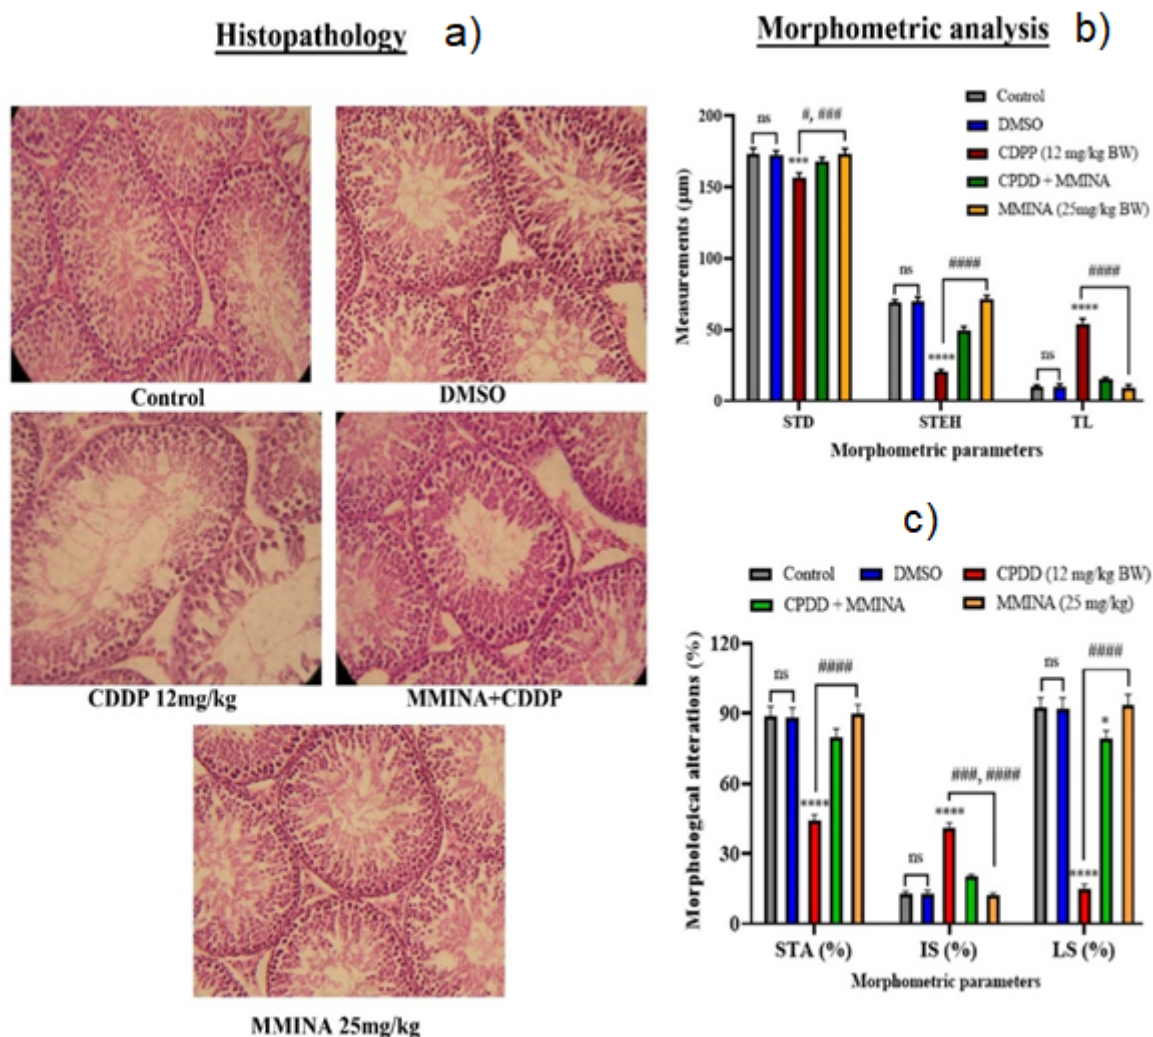 Histopathology a)
Control
DMSO
CDDP 12mg/kg
MMINA+CDDP
MMINA 25mg/kg
Morphometric analysis b)
Control
DMSO
CDPP (12 mg/kg BW)
CPDD + MMINA
MMINA (25mg/kg BW)
Measurements (µm)
200
150
100
50
0
ns
#, ###
***
ns
####
****
ns
####
****
STD
STEH
TL
Morphometric parameters
c)
Control
DMSO
CPDD (12 mg/kg BW)
CPDD + MMINA
MMINA (25 mg/kg)
Morphological alterations (%)
120
90
60
30
0
ns
####
****
ns
###, ####
****
ns
####
*
****
STA (%)
IS (%)
LS (%)
Morphometric parameters